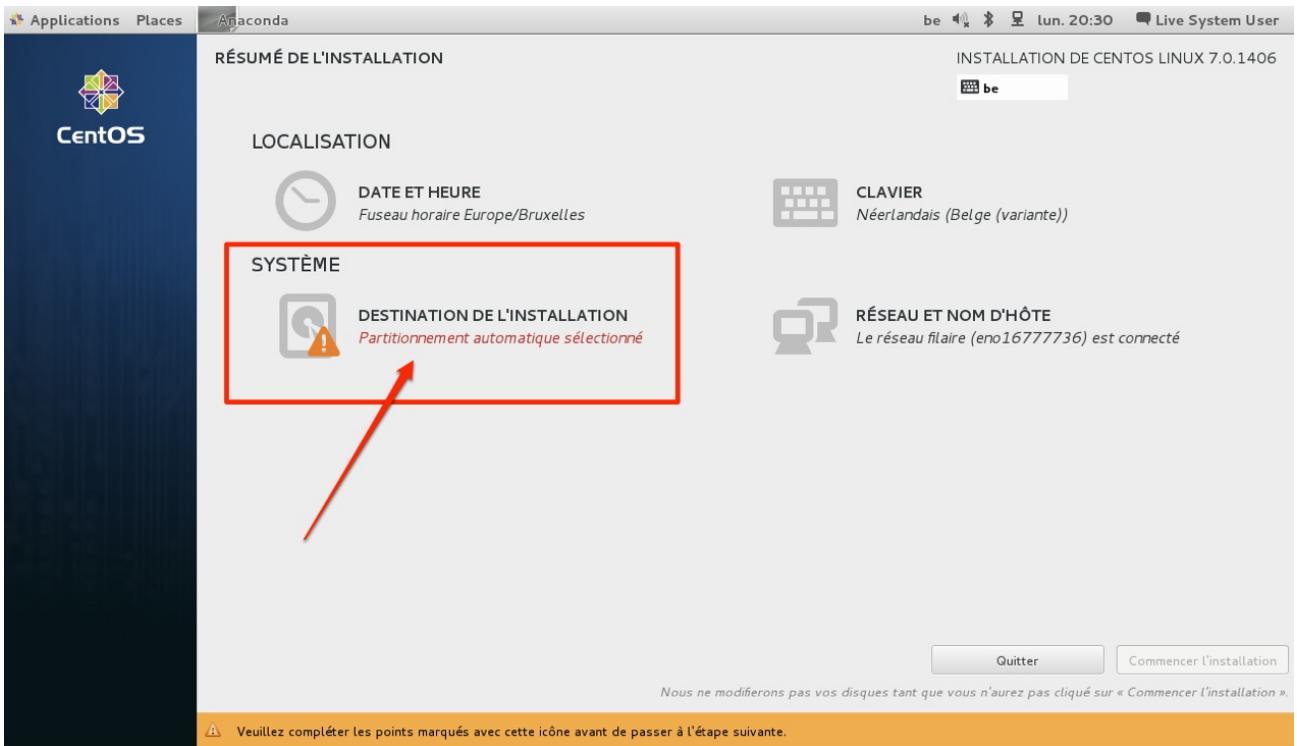 Applications Places Anaconda be lun. 20:30 Live System User
RÉSUMÉ DE L'INSTALLATION
INSTALLATION DE CENTOS LINUX 7.0.1406
be
CentOS
LOCALISATION
DATE ET HEURE
Fuseau horaire Europe/Bruxelles
CLAVIER
Néerlandais (Belge (variante))
SYSTÈME
DESTINATION DE L'INSTALLATION
Partitionnement automatique sélectionné
RÉSEAU ET NOM D'HÔTE
Le réseau filaire (eno16777736) est connecté
Quitter
Commencer l'installation
Nous ne modifierons pas vos disques tant que vous n'aurez pas cliqué sur « Commencer l'installation ».
Veuillez compléter les points marqués avec cette icône avant de passer à l'étape suivante.